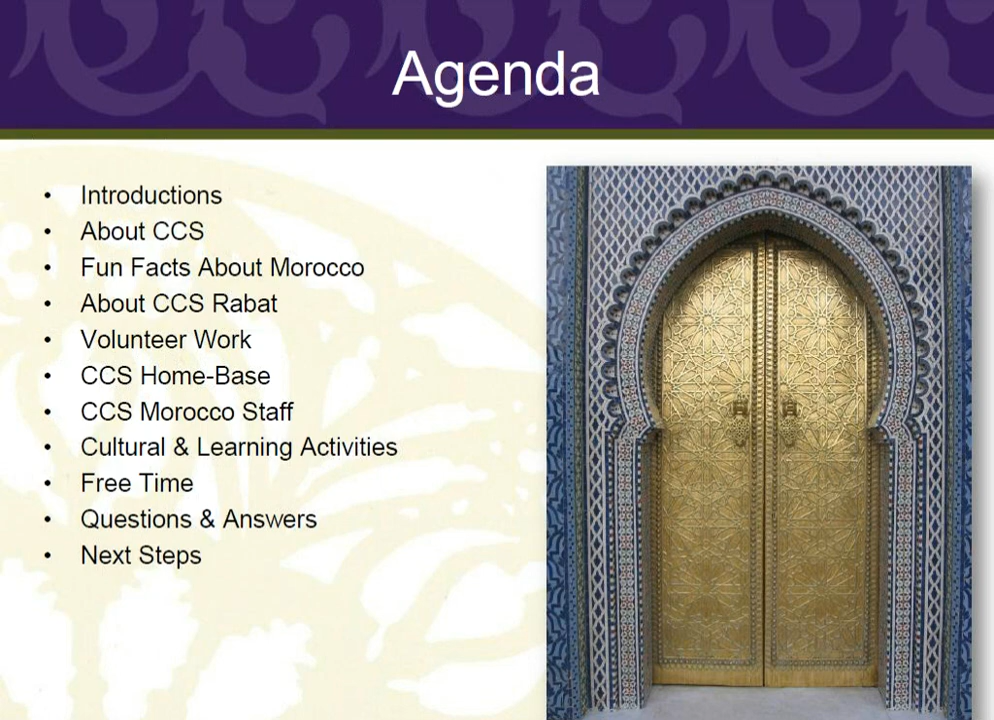 Agenda
• Introductions
• About CCS
• Fun Facts About Morocco
• About CCS Rabat
• Volunteer Work
• CCS Home-Base
• CCS Morocco Staff
• Cultural & Learning Activities
• Free Time
• Questions & Answers
• Next Steps